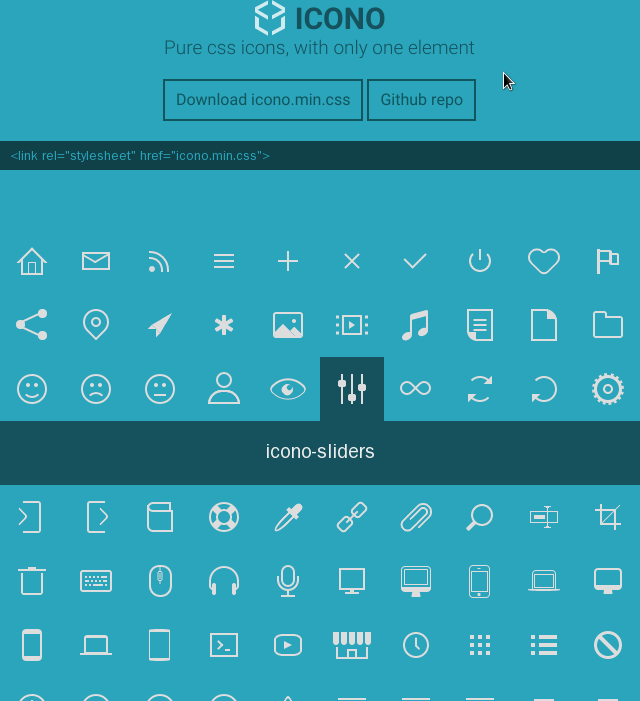 ICONO
Pure css icons, with only one element
Download icono.min.css
Github repo
<link rel="stylesheet" href="icono.min.css">
icono-sliders